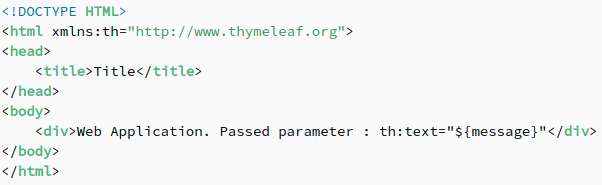 <!DOCTYPE HTML>
<html xmlns:th="http://www.thymeleaf.org">
<head>
    <title>Title</title>
</head>
<body>
    <div>Web Application. Passed parameter : th:text="${message}"</div>
</body>
</html>